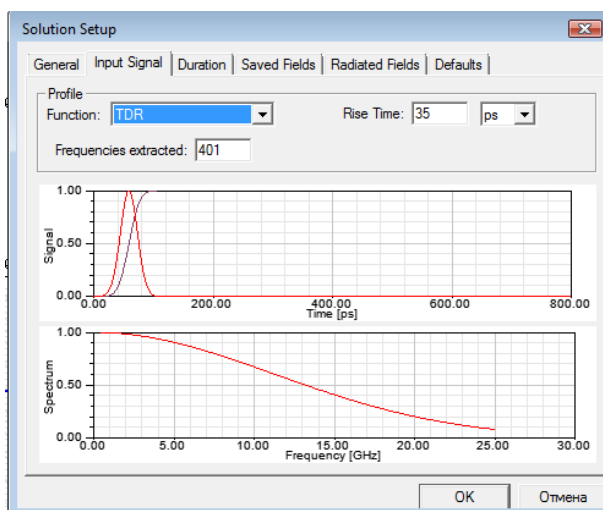 Solution Setup
General Input Signal Duration Saved Fields Radiated Fields Defaults
Profile
Function: TDR Rise Time: 35 ps
Frequencies extracted: 401
1.00
0.50
0.00
Signal
0.00 200.00 400.00 600.00 800.00
Time [ps]
1.00
0.50
0.00
Spectrum
0.00 5.00 10.00 15.00 20.00 25.00 30.00
Frequency [GHz]
OK Отмена